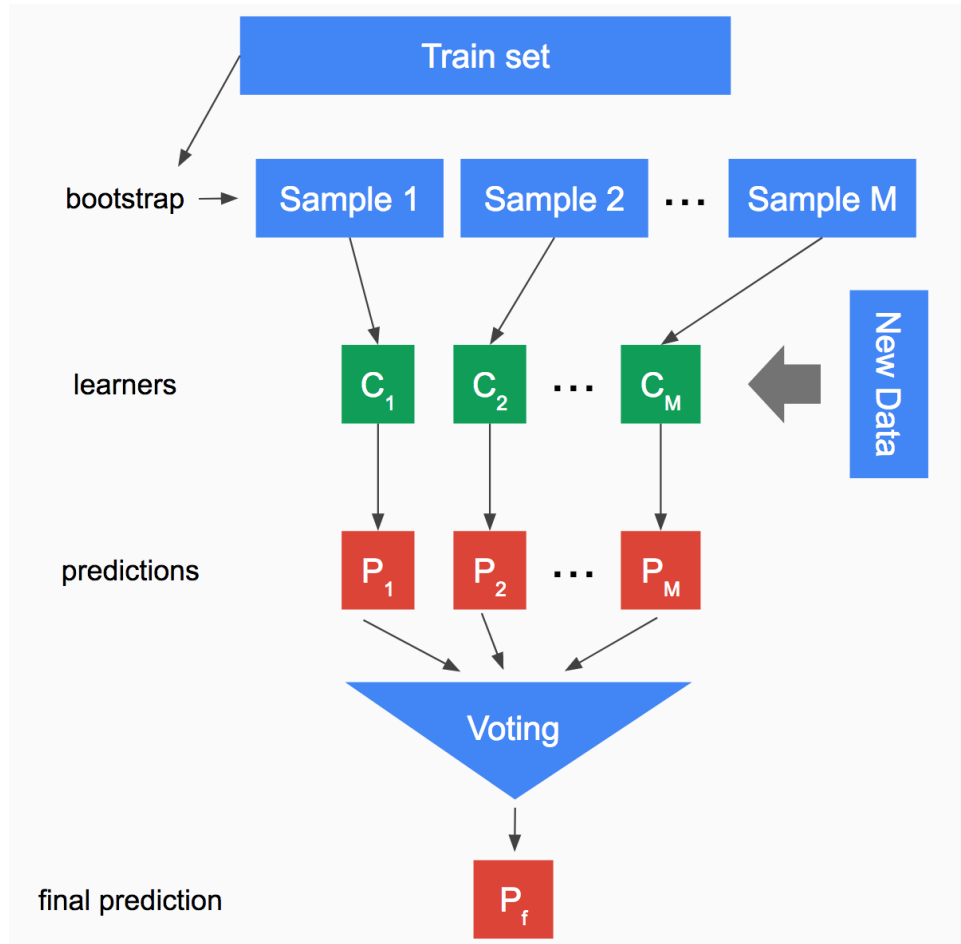 Train set
bootstrap
Sample 1
Sample 2
...
Sample M
New Data
learners
C1
C2
...
CM
predictions
P1
P2
...
PM
Voting
final prediction
Pf